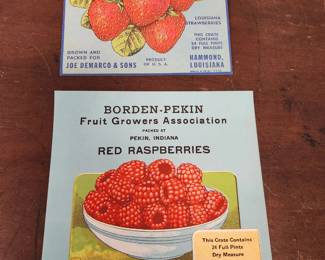 LOUISIANA
STRAWBERRIES
THIS CRATE
CONTAINS
24 FULL PINTS
DRY MEASURE
GROWN AND
PACKED FOR
JOE DEMARCO & SONS
PRODUCT
OF U.S.A.
HAMMOND,
LOUISIANA
BORDEN-PEKIN
Fruit Growers Association
PACKED AT
PEKIN, INDIANA
RED RASPBERRIES
This Crate Contains
24 Full Pints
Dry Measure